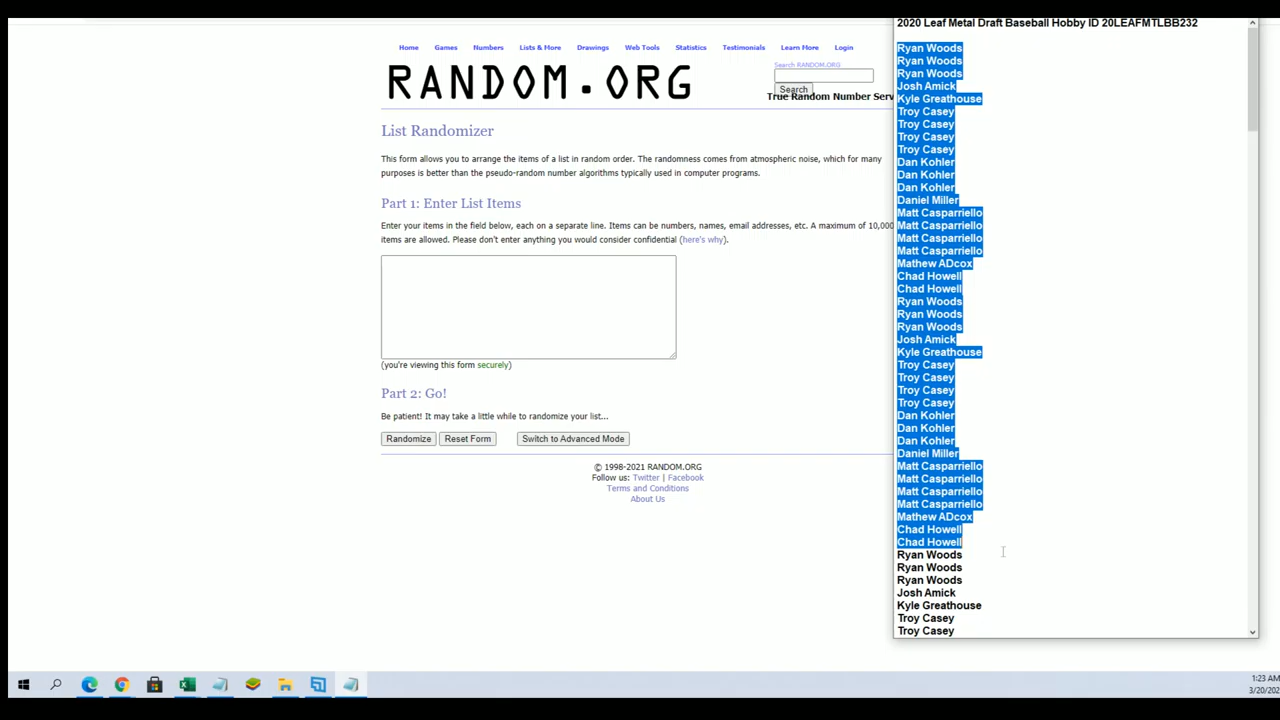 2020 Leaf Metal Draft Baseball Hobby ID 20LEAFMTLBB232
Home Games Numbers Lists & More Drawings Web Tools Statistics Testimonials Learn More Login
RANDOM.ORG
Search RANDOM.ORG
Search
True Random Number Serv
List Randomizer
This form allows you to arrange the items of a list in random order. The randomness comes from atmospheric noise, which for many
purposes is better than the pseudo-random number algorithms typically used in computer programs.
Part 1: Enter List Items
Enter your items in the field below, each on a separate line. Items can be numbers, names, email addresses, etc. A maximum of 10,000
items are allowed. Please don't enter anything you would consider confidential (here's why).
(you're viewing this form securely)
Part 2: Go!
Be patient! It may take a little while to randomize your list...
Randomize Reset Form Switch to Advanced Mode
© 1998-2021 RANDOM.ORG
Follow us: Twitter | Facebook
Terms and Conditions
About Us
Ryan Woods
Ryan Woods
Ryan Woods
Josh Amick
Kyle Greathouse
Troy Casey
Troy Casey
Troy Casey
Troy Casey
Dan Kohler
Dan Kohler
Dan Kohler
Daniel Miller
Matt Casparriello
Matt Casparriello
Matt Casparriello
Matt Casparriello
Mathew ADcox
Chad Howell
Chad Howell
Ryan Woods
Ryan Woods
Ryan Woods
Josh Amick
Kyle Greathouse
Troy Casey
Troy Casey
Troy Casey
Troy Casey
Dan Kohler
Dan Kohler
Dan Kohler
Daniel Miller
Matt Casparriello
Matt Casparriello
Matt Casparriello
Matt Casparriello
Mathew ADcox
Chad Howell
Chad Howell
Ryan Woods
Ryan Woods
Ryan Woods
Josh Amick
Kyle Greathouse
Troy Casey
Troy Casey
1:23 AM
3/20/202